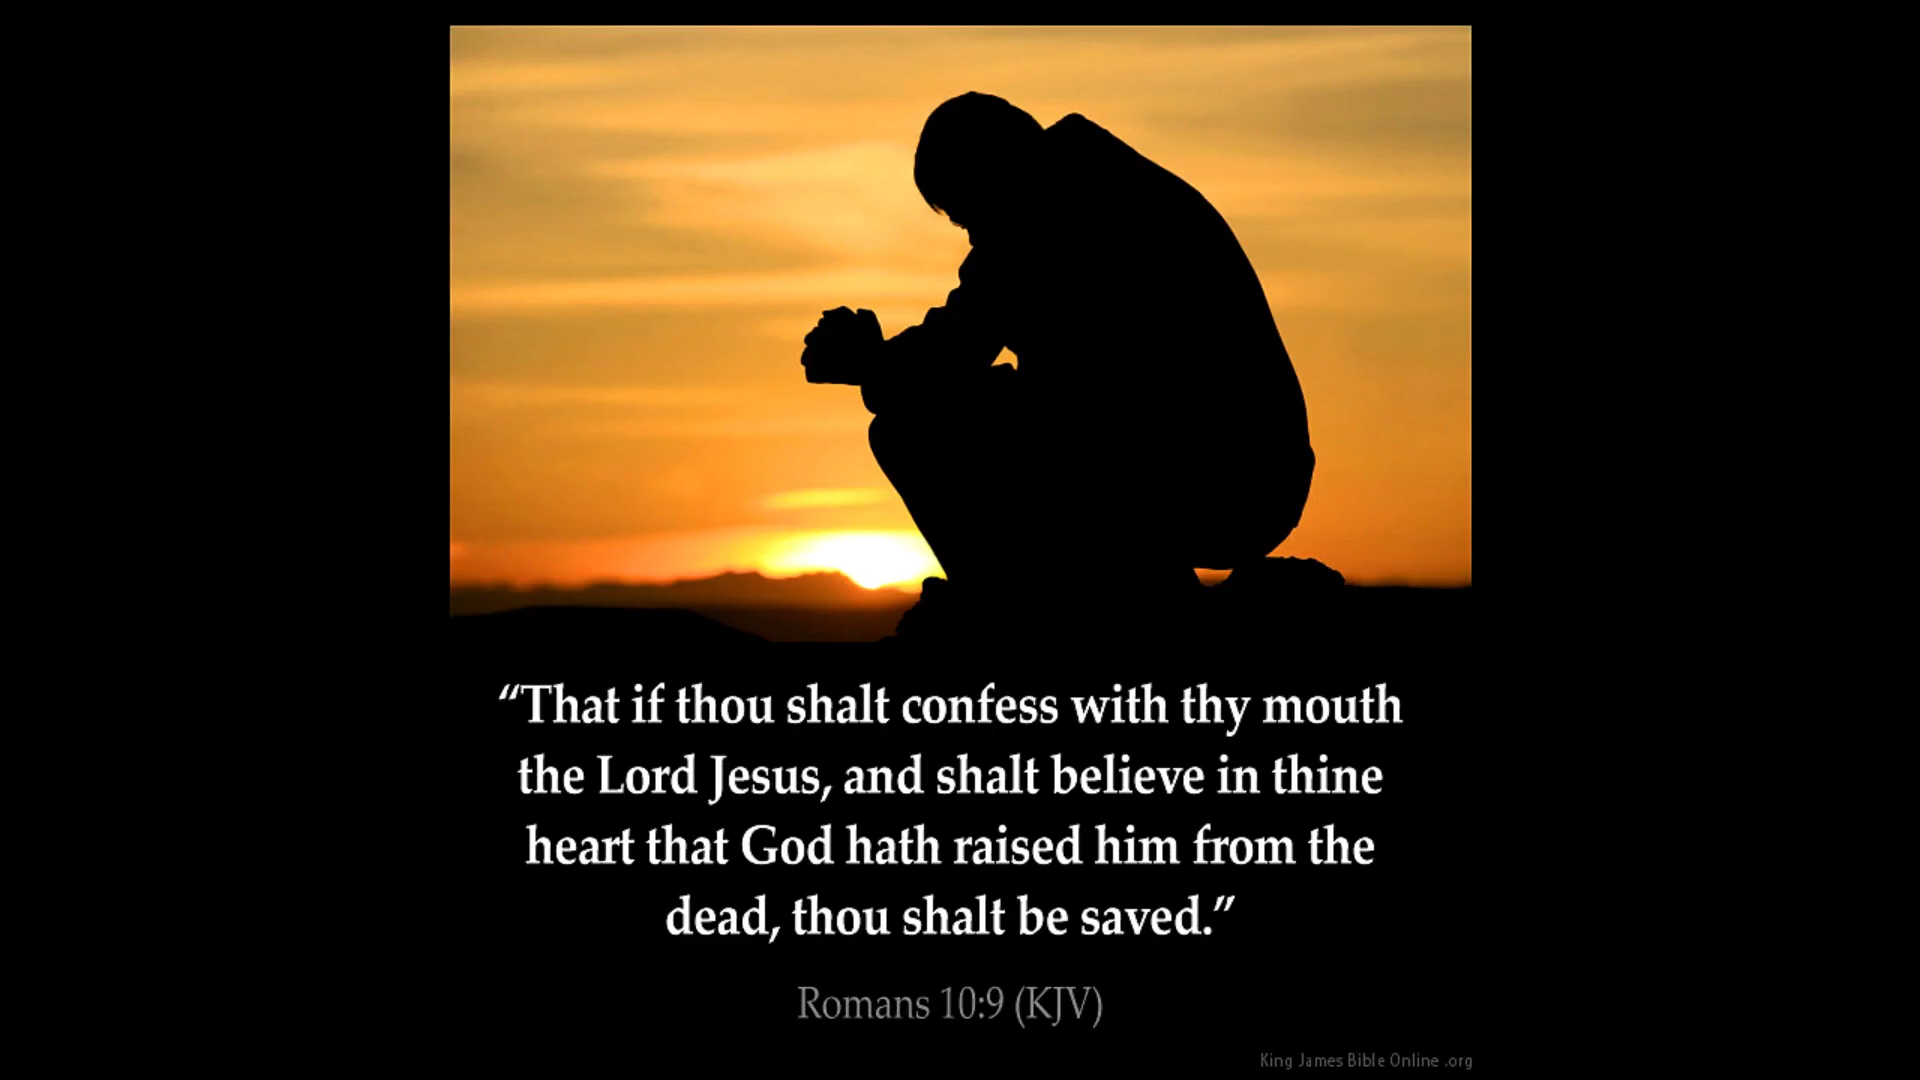 “That if thou shalt confess with thy mouth
the Lord Jesus, and shalt believe in thine
heart that God hath raised him from the
dead, thou shalt be saved.”
Romans 10:9 (KJV)
King James Bible Online .org